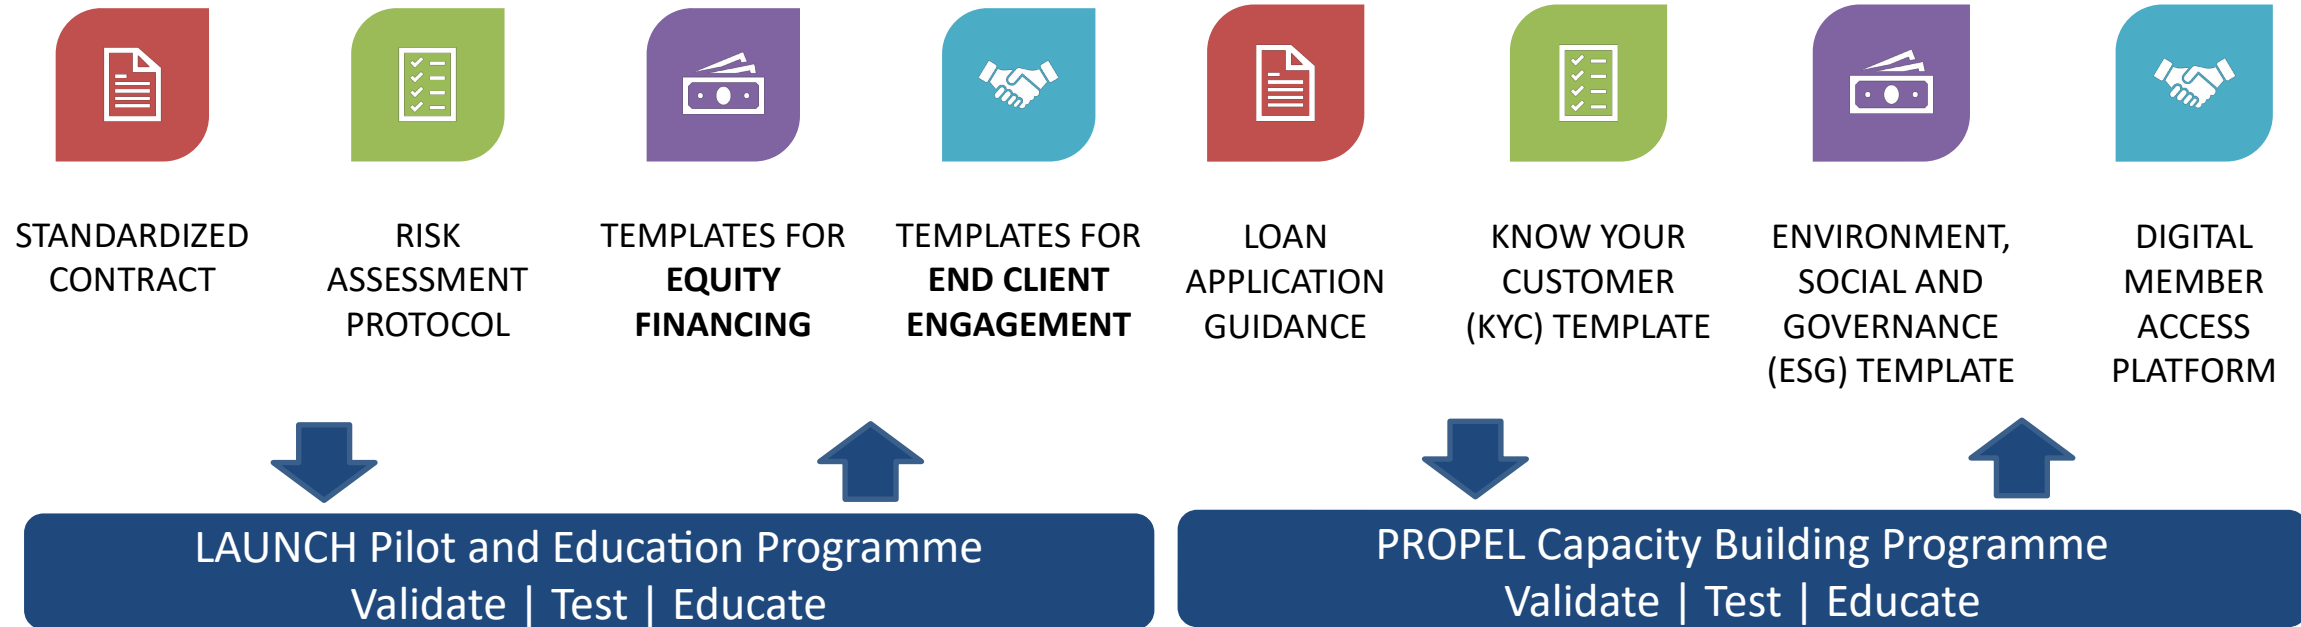 STANDARDIZED
CONTRACT
RISK
ASSESSMENT
PROTOCOL
TEMPLATES FOR
EQUITY
FINANCING
TEMPLATES FOR
END CLIENT
ENGAGEMENT
LOAN
APPLICATION
GUIDANCE
KNOW YOUR
CUSTOMER
(KYC) TEMPLATE
ENVIRONMENT,
SOCIAL AND
GOVERNANCE
(ESG) TEMPLATE
DIGITAL
MEMBER
ACCESS
PLATFORM
LAUNCH Pilot and Education Programme
Validate | Test | Educate
PROPEL Capacity Building Programme
Validate | Test | Educate